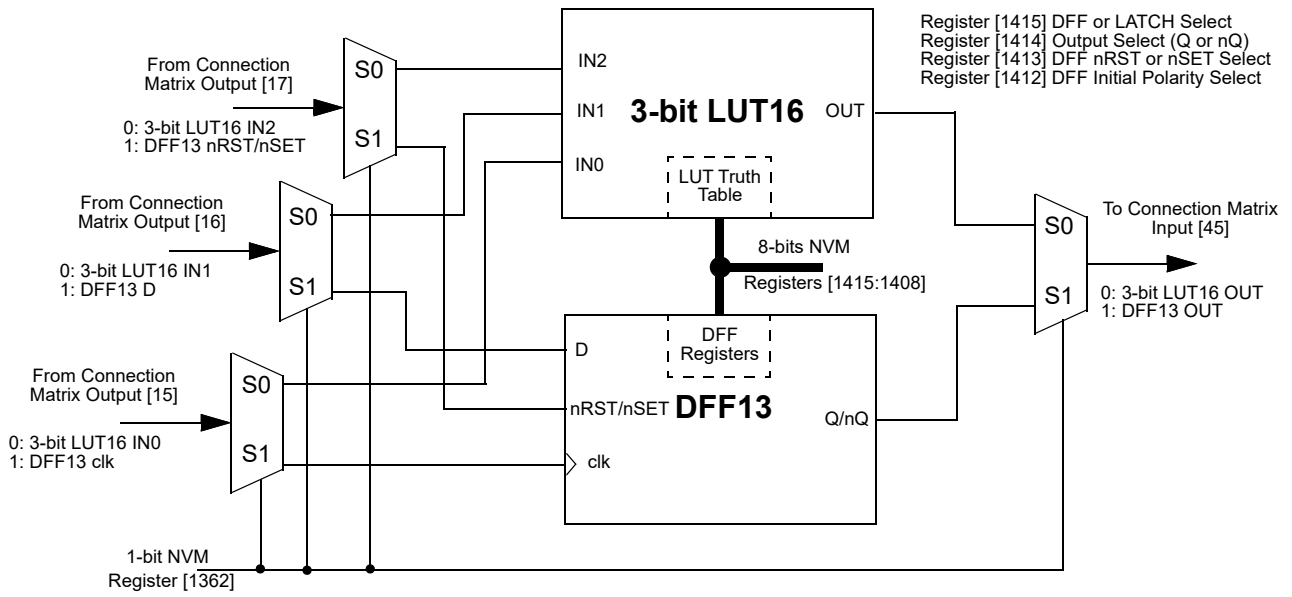 Register [1415] DFF or LATCH Select
Register [1414] Output Select (Q or nQ)
Register [1413] DFF nRST or nSET Select
Register [1412] DFF Initial Polarity Select
From Connection
Matrix Output [17]
0: 3-bit LUT16 IN2
1: DFF13 nRST/nSET
S0
S1
IN2
IN1
IN0
3-bit LUT16
OUT
LUT Truth
Table
From Connection
Matrix Output [16]
0: 3-bit LUT16 IN1
1: DFF13 D
S0
S1
8-bits NVM
Registers [1415:1408]
To Connection Matrix
Input [45]
S0
S1
0: 3-bit LUT16 OUT
1: DFF13 OUT
From Connection
Matrix Output [15]
0: 3-bit LUT16 IN0
1: DFF13 clk
S0
S1
DFF
Registers
D
nRST/nSET
DFF13
Q/nQ
clk
1-bit NVM
Register [1362]